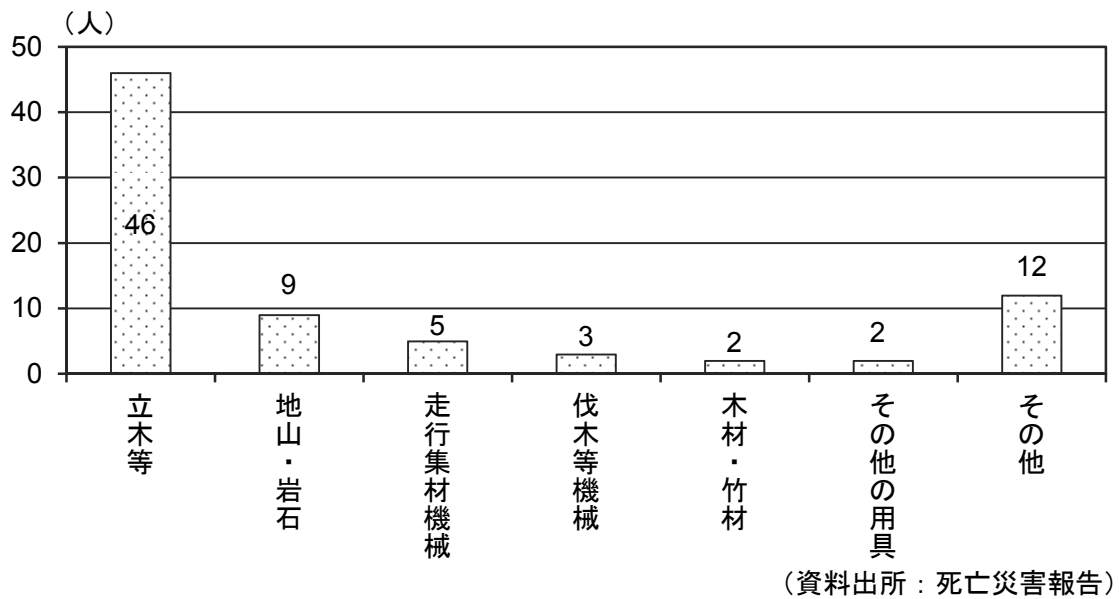 （人）
50
40
30
20
10
0
46
9
5
3
2
2
12
立木等
地山・岩石
走行集材機械
伐木等機械
木材・竹材
その他の用具
その他
（資料出所：死亡災害報告）